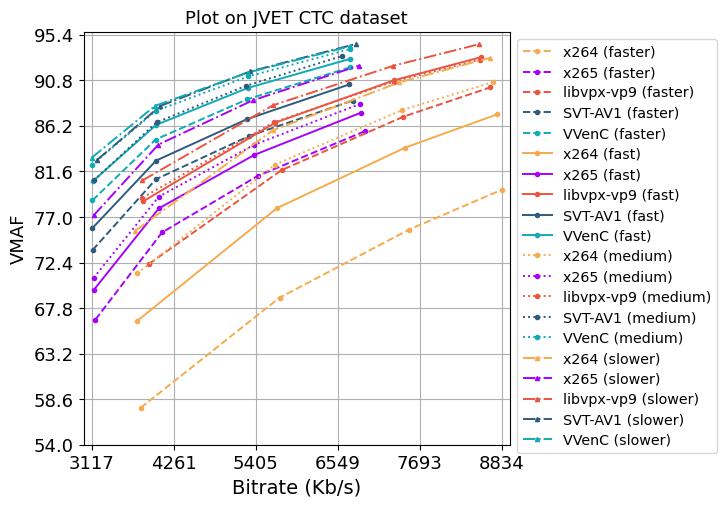 Plot on JVET CTC dataset
VMAF
95.4
90.8
86.2
81.6
77.0
72.4
67.8
63.2
58.6
54.0
3117 4261 5405 6549 7693 8834
Bitrate (Kb/s)
x264 (faster)
x265 (faster)
libvpx-vp9 (faster)
SVT-AV1 (faster)
VVenC (faster)
x264 (fast)
x265 (fast)
libvpx-vp9 (fast)
SVT-AV1 (fast)
VVenC (fast)
x264 (medium)
x265 (medium)
libvpx-vp9 (medium)
SVT-AV1 (medium)
VVenC (medium)
x264 (slower)
x265 (slower)
libvpx-vp9 (slower)
SVT-AV1 (slower)
VVenC (slower)